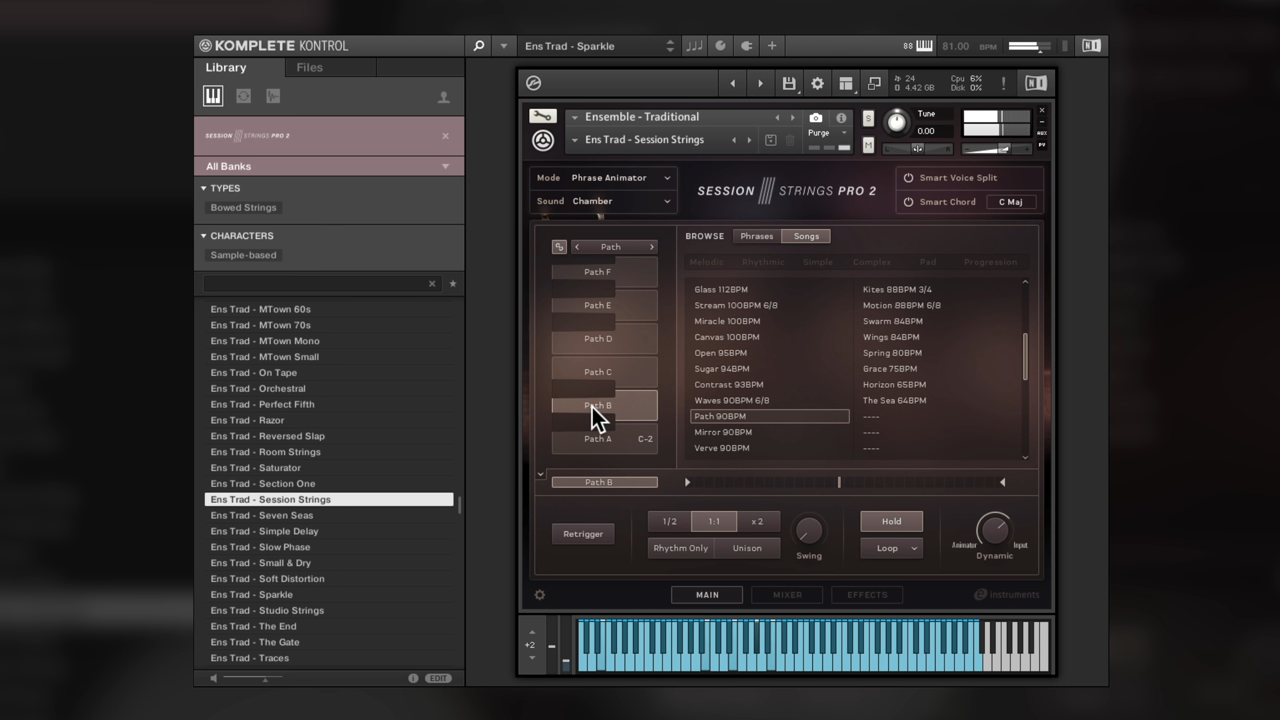 KOMPLETE KONTROL
Ens Trad - Sparkle
88
81.00 BPM
Library
Files
SESSION STRINGS PRO 2
All Banks
TYPES
Bowed Strings
CHARACTERS
Sample-based
Ens Trad - MTown 60s
Ens Trad - MTown 70s
Ens Trad - MTown Mono
Ens Trad - MTown Small
Ens Trad - On Tape
Ens Trad - Orchestral
Ens Trad - Perfect Fifth
Ens Trad - Razor
Ens Trad - Reversed Slap
Ens Trad - Room Strings
Ens Trad - Saturator
Ens Trad - Section One
Ens Trad - Session Strings
Ens Trad - Seven Seas
Ens Trad - Simple Delay
Ens Trad - Slow Phase
Ens Trad - Small & Dry
Ens Trad - Soft Distortion
Ens Trad - Sparkle
Ens Trad - Studio Strings
Ens Trad - The End
Ens Trad - The Gate
Ens Trad - Traces
EDIT
24
4.42 GB
Cpu 6%
Disk 0%
!
NI
Ensemble - Traditional
Ens Trad - Session Strings
Purge
S
M
Tune
0.00
AUX
PV
Mode Phrase Animator
Sound Chamber
SESSION STRINGS PRO 2
Smart Voice Split
Smart Chord C Maj
Path
Path F
Path E
Path D
Path C
Path B
Path A C-2
Path B
BROWSE Phrases Songs
Melodic Rhythmic Simple Complex Pad Progression
Glass 112BPM
Stream 100BPM 6/8
Miracle 100BPM
Canvas 100BPM
Open 95BPM
Sugar 94BPM
Contrast 93BPM
Waves 90BPM 6/8
Path 90BPM
Mirror 90BPM
Verve 90BPM
Kites 88BPM 3/4
Motion 88BPM 6/8
Swarm 84BPM
Wings 84BPM
Spring 80BPM
Grace 75BPM
Horizon 65BPM
The Sea 64BPM
----
----
----
Retrigger
1/2 1:1 x 2
Rhythm Only Unison
Swing
Hold
Loop
Animator Input
Dynamic
MAIN MIXER EFFECTS
e instruments
+2